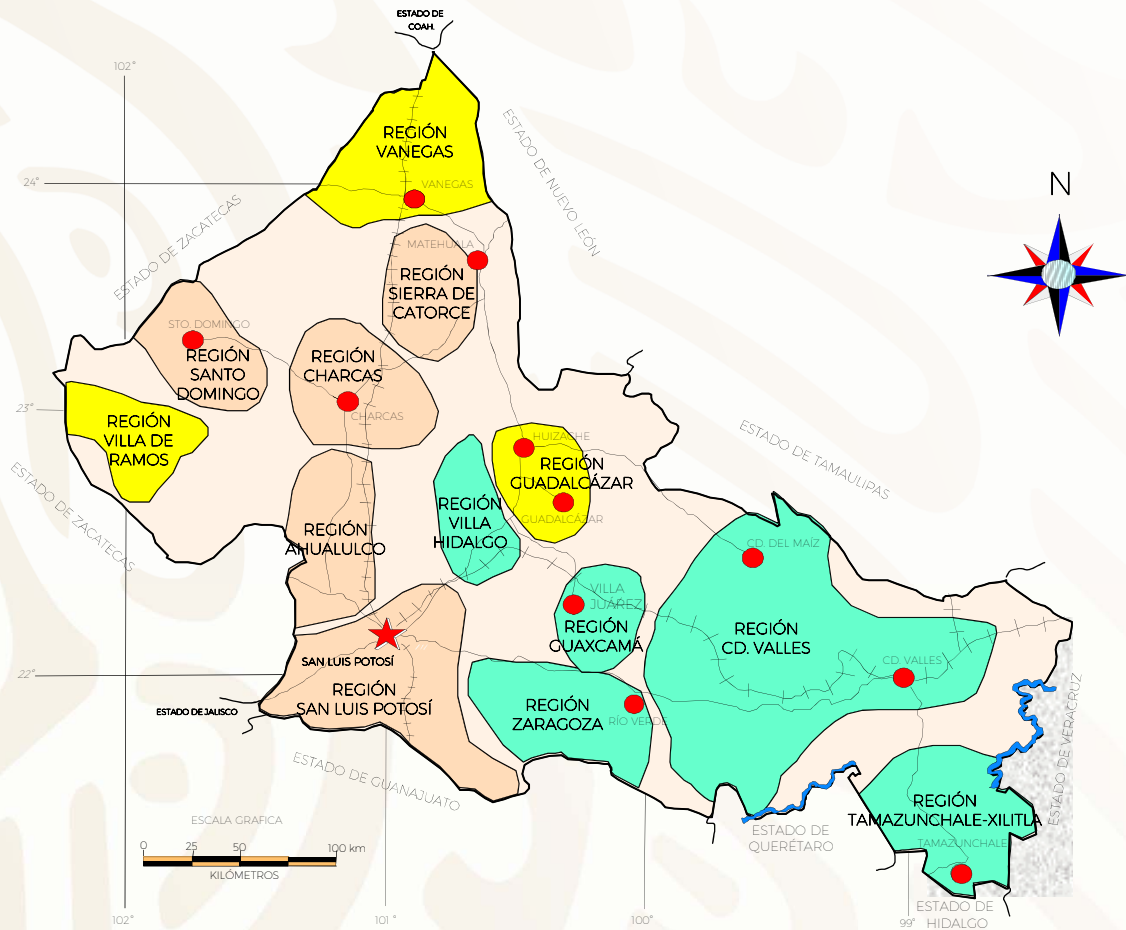 ESTADO DE
COAH.
102°
REGIÓN
VANEGAS
ESTADO DE NUEVO LEÓN
N
24°
VANEGAS
ESTADO DE ZACATECAS
MATEHUALA
REGIÓN
SIERRA DE
CATORCE
STO. DOMINGO
REGIÓN
SANTO
DOMINGO
REGIÓN
CHARCAS
CHARCAS
23°
REGIÓN
VILLA DE
RAMOS
ESTADO DE TAMAULIPAS
HUIZACHE
REGIÓN
GUADALCÁZAR
GUADALCÁZAR
ESTADO DE ZACATECAS
REGIÓN
VILLA
HIDALGO
REGIÓN
AHUALULCO
CD. DEL MAÍZ
VILLA
JUÁREZ
REGIÓN
GUAXCAMÁ
REGIÓN
CD. VALLES
CD. VALLES
SAN LUIS POTOSÍ
22°
REGIÓN
SAN LUIS POTOSÍ
ESTADO DE JALISCO
REGIÓN
ZARAGOZA
RÍO VERDE
ESTADO DE VERACRUZ
ESTADO DE GUANAJUATO
REGIÓN
TAMAZUNCHALE-XILITLA
ESCALA GRAFICA
0 25 50 100 km
KILÓMETROS
ESTADO DE
QUERÉTARO
TAMAZUNCHALE
ESTADO DE
HIDALGO
102°
101°
100°
99°